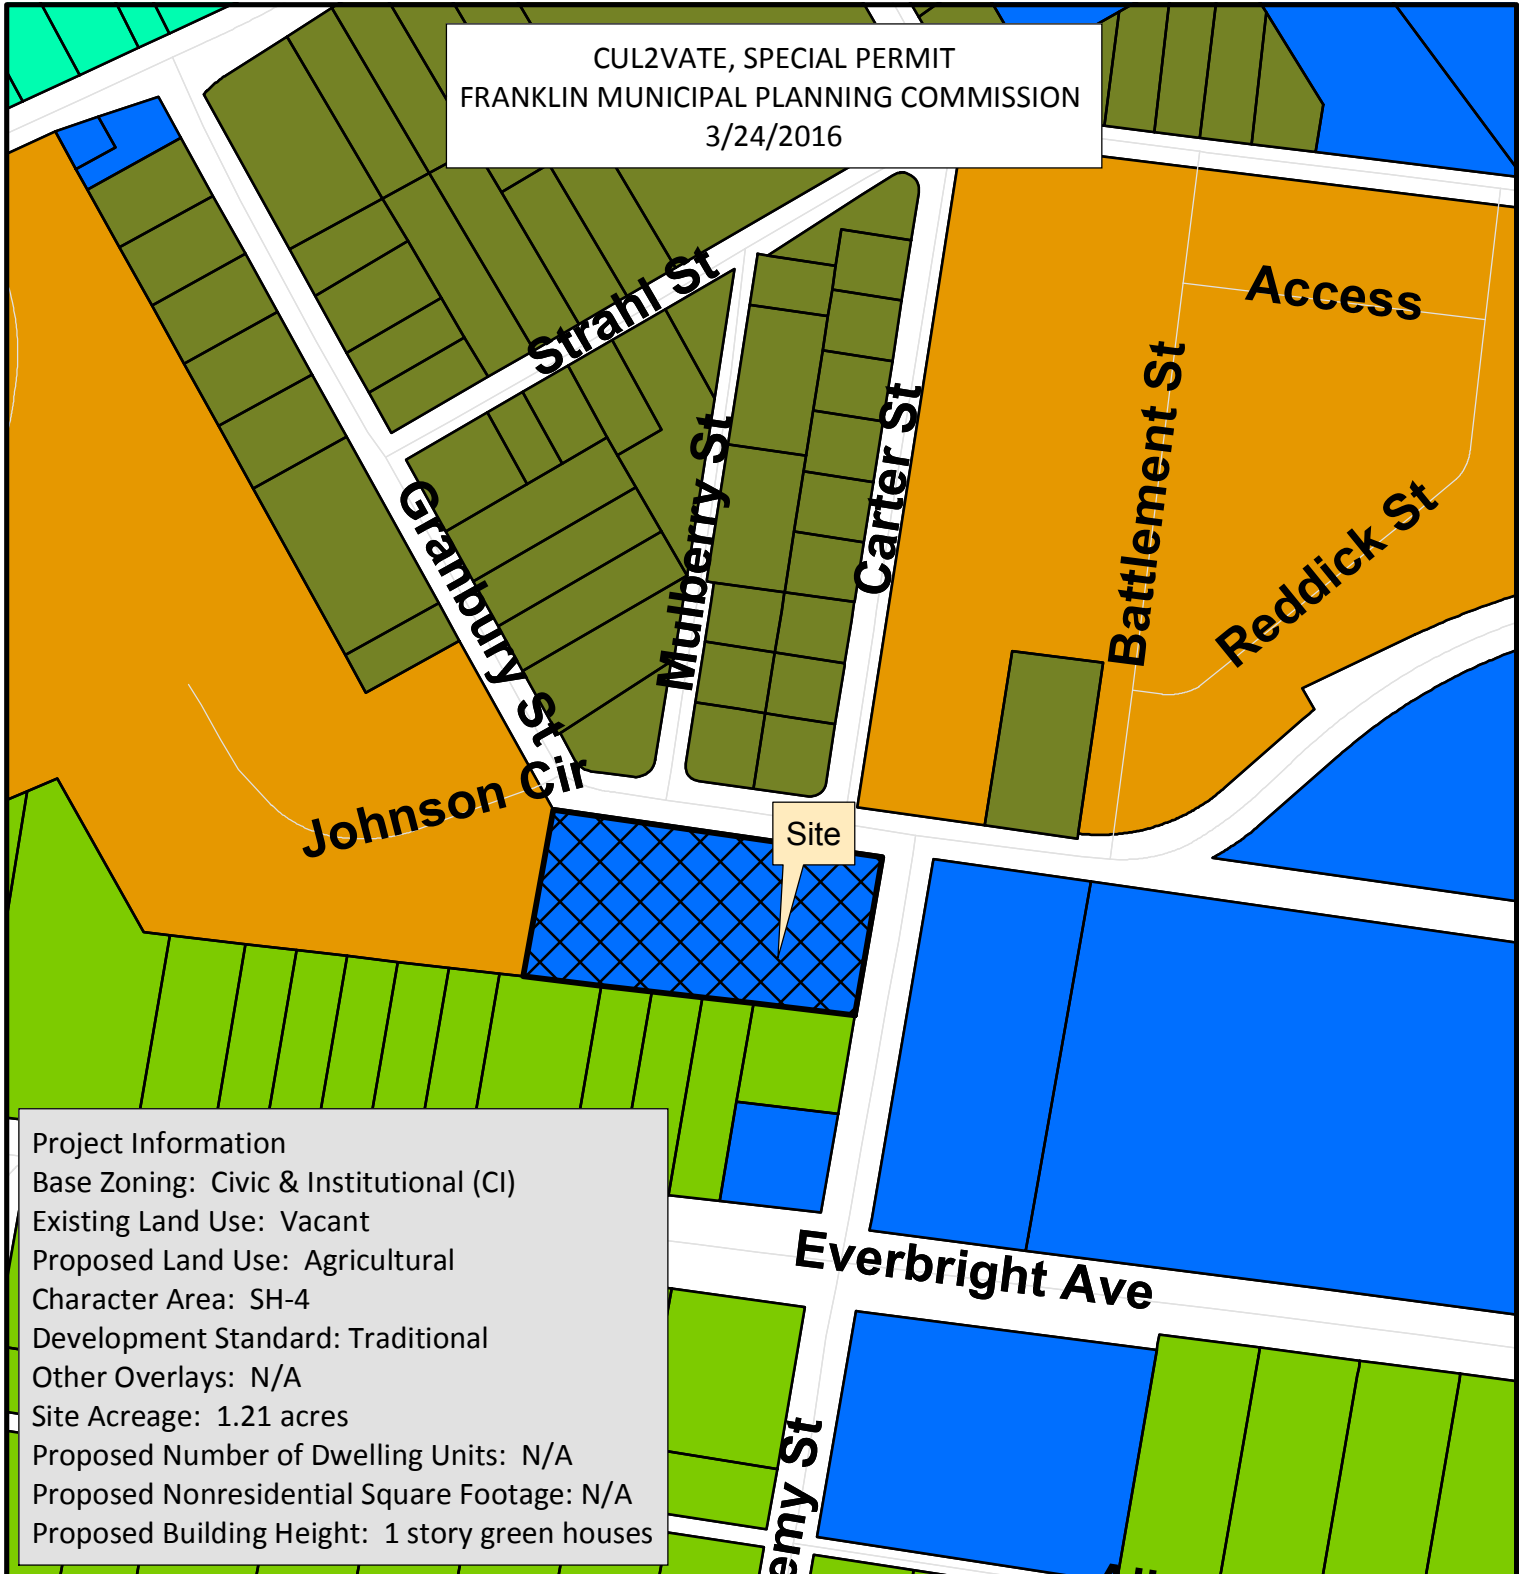 CUL2VATE, SPECIAL PERMIT
FRANKLIN MUNICIPAL PLANNING COMMISSION
3/24/2016
Access
Strahl St
Battlement St
Carter St
Mulberry St
Reddick St
Granbury St
Johnson Cir
Site
Project Information
Base Zoning: Civic & Institutional (CI)
Existing Land Use: Vacant
Proposed Land Use: Agricultural
Character Area: SH-4
Development Standard: Traditional
Other Overlays: N/A
Site Acreage: 1.21 acres
Proposed Number of Dwelling Units: N/A
Proposed Nonresidential Square Footage: N/A
Proposed Building Height: 1 story green houses
Everbright Ave
emy St